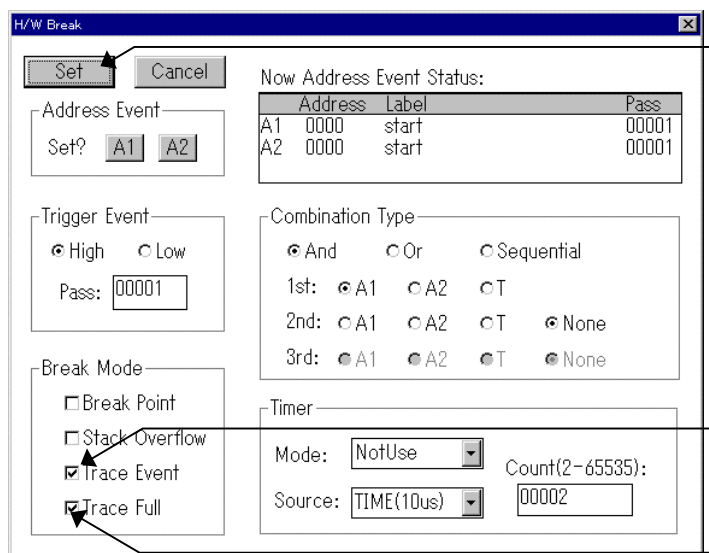 H/W Break
Set Cancel
Now Address Event Status:
Address Label Pass
A1 0000 start 00001
A2 0000 start 00001
Address Event
Set? A1 A2
Trigger Event
High Low
Pass: 00001
Combination Type
And Or Sequential
1st: A1 A2 T
2nd: A1 A2 T None
3rd: A1 A2 T None
Break Mode
Break Point
Stack Overflow
Trace Event
Trace Full
Timer
Mode: NotUse
Count(2-65535):
Source: TIME(10us) 00002